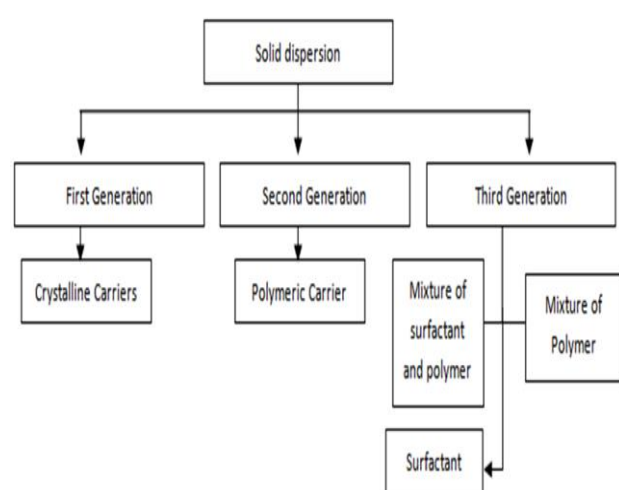 Solid dispersion
First Generation
Second Generation
Third Generation
Crystalline Carriers
Polymeric Carrier
Mixture of
surfactant
and polymer
Mixture of
Polymer
Surfactant